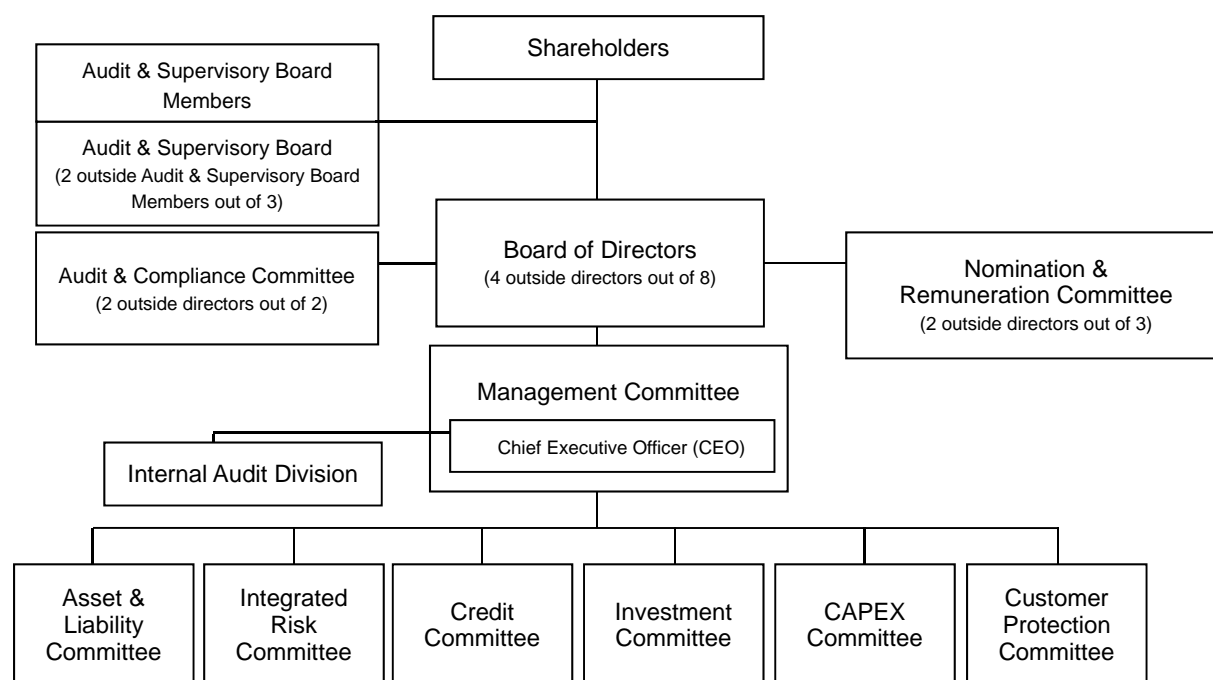 Shareholders
Audit & Supervisory Board
Members
Audit & Supervisory Board
(2 outside Audit & Supervisory Board
Members out of 3)
Board of Directors
(4 outside directors out of 8)
Audit & Compliance Committee
(2 outside directors out of 2)
Nomination &
Remuneration Committee
(2 outside directors out of 3)
Management Committee
Chief Executive Officer (CEO)
Internal Audit Division
Asset &
Liability
Committee
Integrated
Risk
Committee
Credit
Committee
Investment
Committee
CAPEX
Committee
Customer
Protection
Committee